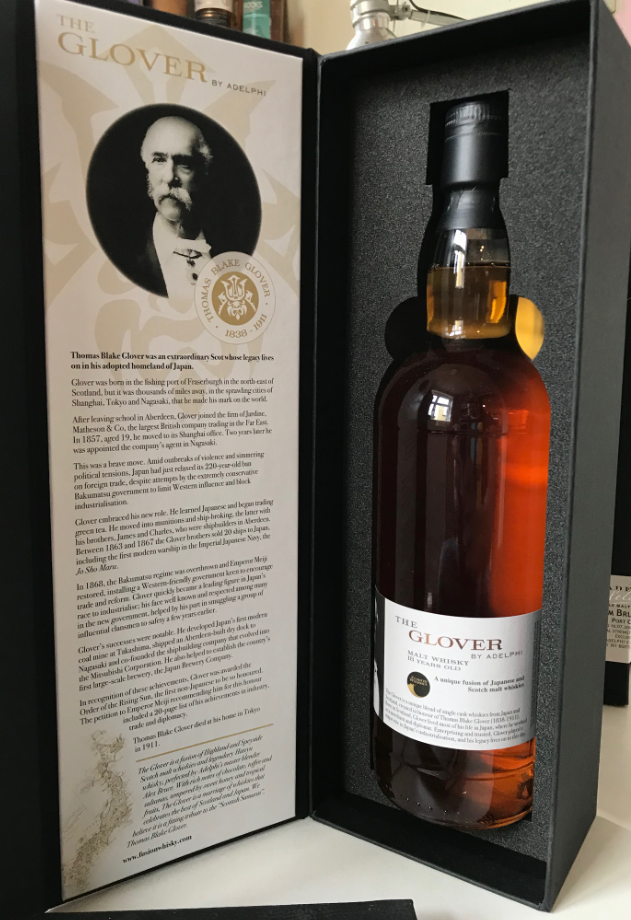 THE
GLOVER
BY ADELPHI
THOMAS BLAKE GLOVER
1838 - 1911
Thomas Blake Glover was an extraordinary Scot whose legacy lives
on in his adopted homeland of Japan.
Glover was born in the fishing port of Fraserburgh in the north-east of
Scotland, but it was thousands of miles away, in the sprawling cities of
Shanghai, Tokyo and Nagasaki, that he made his mark on the world.
After leaving school in Aberdeen, Glover joined the firm of Jardine,
Matheson & Co, the largest British company trading in the Far East.
In 1857, aged 19, he moved to its Shanghai office. Two years later he
was appointed the company's agent in Nagasaki.
This was a brave move. Amid outbreaks of violence and simmering
political tensions, Japan had just relaxed its 220-year-old ban
on foreign trade, despite attempts by the extremely conservative
Bakumatsu government to limit Western influence and block
industrialisation.
Glover embraced his new role. He learned Japanese and began trading
green tea. He moved into munitions and ship-broking, the latter with
his brothers, James and Charles, who were shipbuilders in Aberdeen.
Between 1863 and 1867 the Glover brothers sold 20 ships to Japan,
including the first modern warship in the Imperial Japanese Navy, the
Jo Sho Maru.
In 1868, the Bakumatsu regime was overthrown and Emperor Meiji
restored, installing a Western-friendly government keen to encourage
trade and reform. Glover quickly became a leading figure in Japan's
race to industrialise, his face well known and respected among many
in the new government, helped by his part in smuggling a group of
influential clansmen to safety a few years earlier.
Glover's successes were notable. He developed Japan's first modern
coal mine at Takashima, shipped an Aberdeen-built dry dock to
Nagasaki and co-founded the shipbuilding company that evolved into
the Mitsubishi Corporation. He also helped to establish the country's
first large-scale brewery, the Japan Brewery Company.
In recognition of these achievements, Glover was awarded the
Order of the Rising Sun, the first non-Japanese to be so honoured.
The petition to Emperor Meiji recommending him for this honour
included a 20-page list of his achievements in industry,
trade and diplomacy.
Thomas Blake Glover died at his home in Tokyo
in 1911.
The Glover is a fusion of Highland and Speyside
Scotch malt whiskies and legendary Hanyu
whisky, perfected by Adelphi's master blender
Alex Bruce. With rich notes of chocolate, toffee and
sultanas, tempered by sweet honey and tropical
fruits, The Glover is a marriage of whiskies that
celebrates the best of Scotland and Japan. We
believe it is a fitting tribute to the "Scottish Samurai",
Thomas Blake Glover.
www.fusionwhisky.com
THE
GLOVER
BY ADELPHI
MALT WHISKY
18 YEARS OLD
A unique fusion of Japanese and
Scotch malt whiskies
PORT C